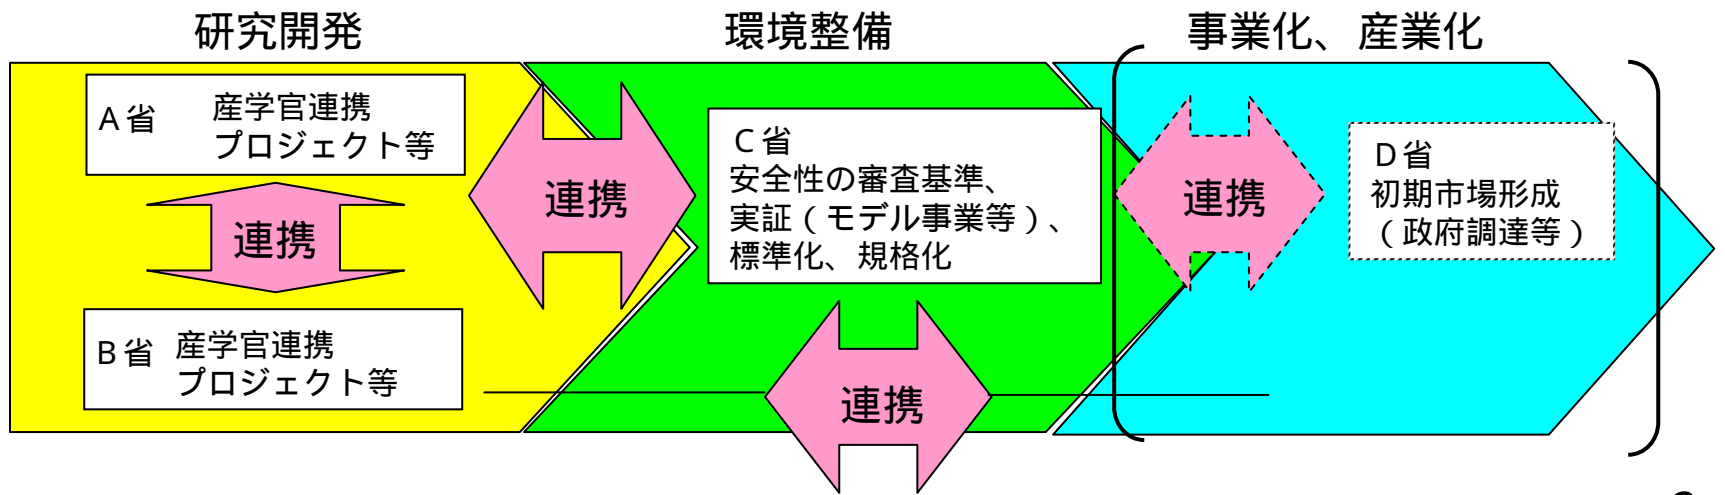 研究開発
環境整備
事業化、産業化
A省
産学官連携
プロジェクト等
連携
B省
産学官連携
プロジェクト等
連携
C省
安全性の審査基準、
実証（モデル事業等）、
標準化、規格化
連携
連携
D省
初期市場形成
（政府調達等）